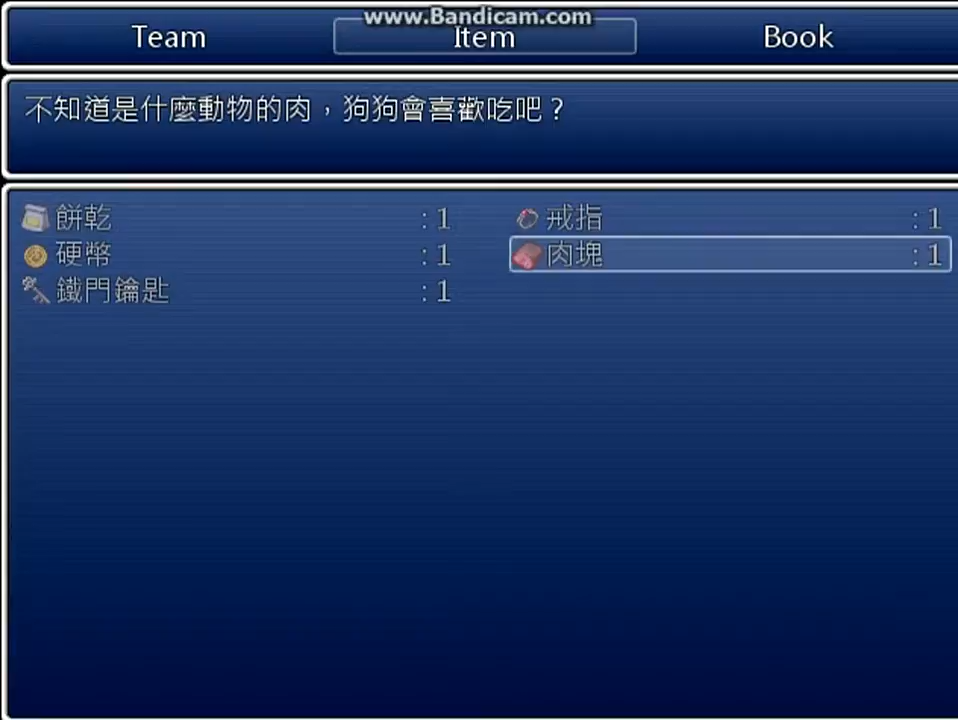 www.Bandicam.com
Team Item Book
不知道是什麼動物的肉，狗狗會喜歡吃吧？
餅乾 :1 戒指 :1
硬幣 :1 肉塊 :1
鐵門鑰匙 :1